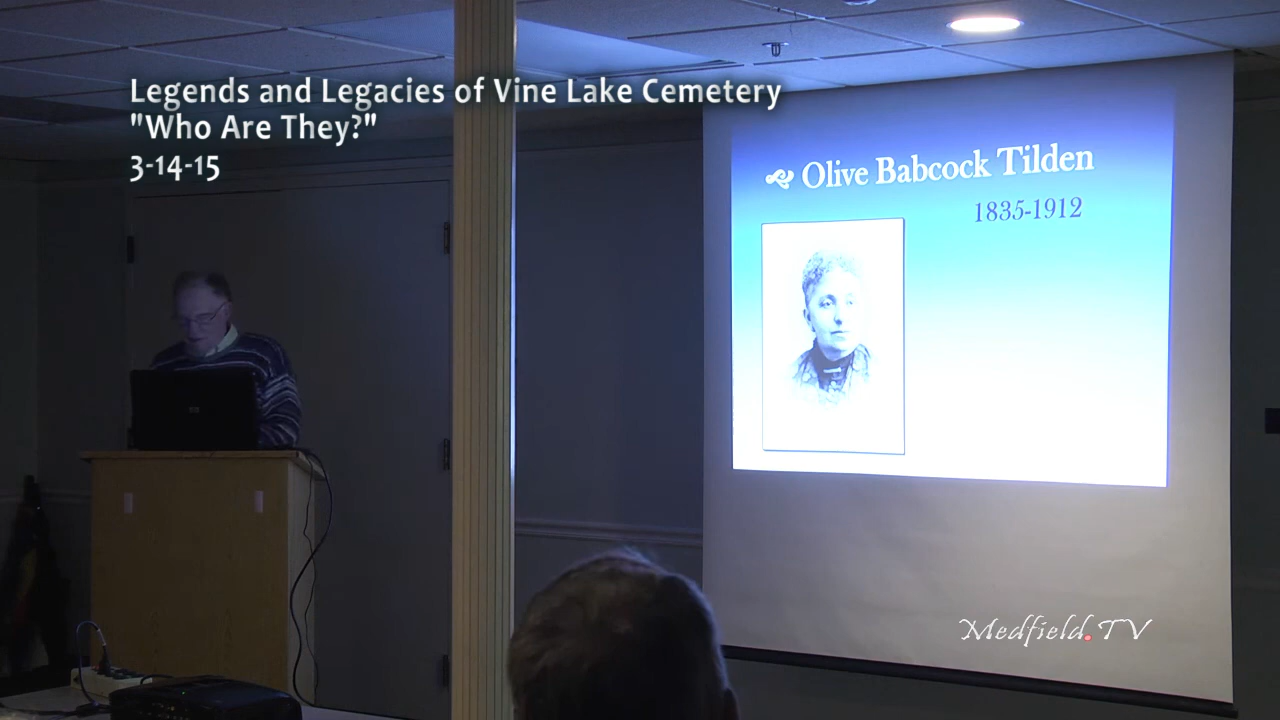 Legends and Legacies of Vine Lake Cemetery
"Who Are They?"
3-14-15
Olive Babcock Tilden
1835-1912
Medfield.TV